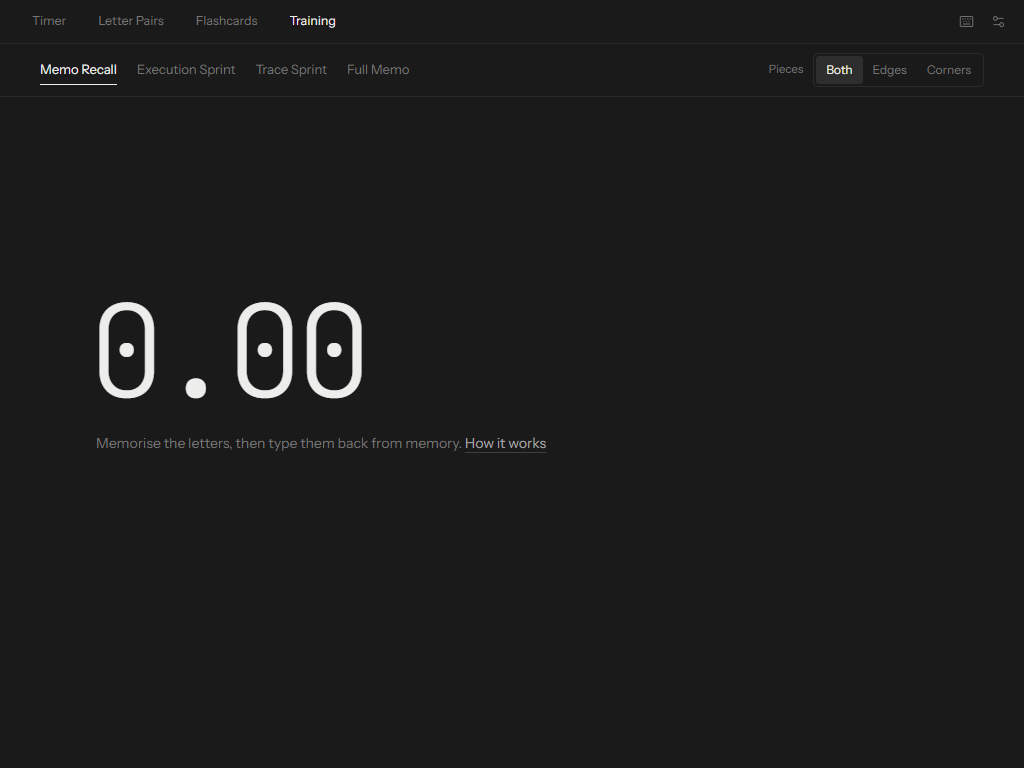 Timer Letter Pairs Flashcards Training
Memo Recall Execution Sprint Trace Sprint Full Memo Pieces Both Edges Corners
0.00
Memorise the letters, then type them back from memory. How it works